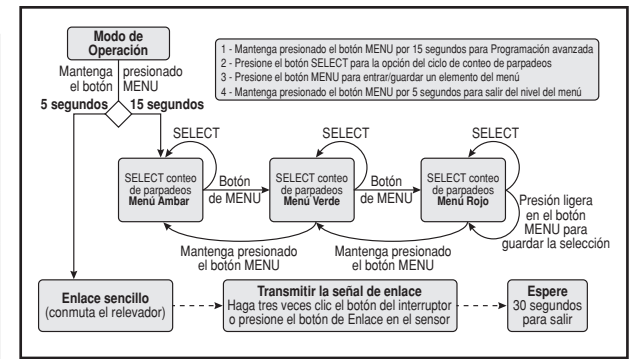 Modo de
Operación
1 - Mantenga presionado el botón MENU por 15 segundos para Programación avanzada
2 - Presione el botón SELECT para la opción del ciclo de conteo de parpadeos
3 - Presione el botón MENU para entrar/guardar un elemento del menú
4 - Mantenga presionado el botón MENU por 5 segundos para salir del nivel del menú
Mantenga presionado
el botón MENU
5 segundos 15 segundos
SELECT
SELECT
SELECT
SELECT conteo
de parpadeos
Menú Ambar
Botón
de MENU
SELECT conteo
de parpadeos
Menú Verde
Botón
de MENU
SELECT conteo
de parpadeos
Menú Rojo
Presión ligera
en el botón
MENU para
guardar la selección
Mantenga presionado
el botón MENU
Mantenga presionado
el botón MENU
Enlace sencillo
(conmuta el relevador)
Transmitir la señal de enlace
Haga tres veces clic el botón del interruptor
o presione el botón de Enlace en el sensor
Espere
30 segundos
para salir